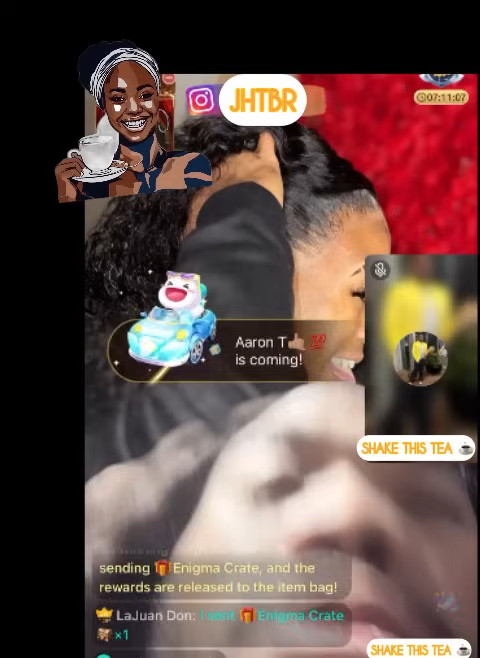 JHTBR
07:11:07
Aaron T
is coming!
SHAKE THIS TEA
sending Enigma Crate, and the
rewards are released to the item bag!
LaJuan Don: I sent Enigma Crate
×1
SHAKE THIS TEA